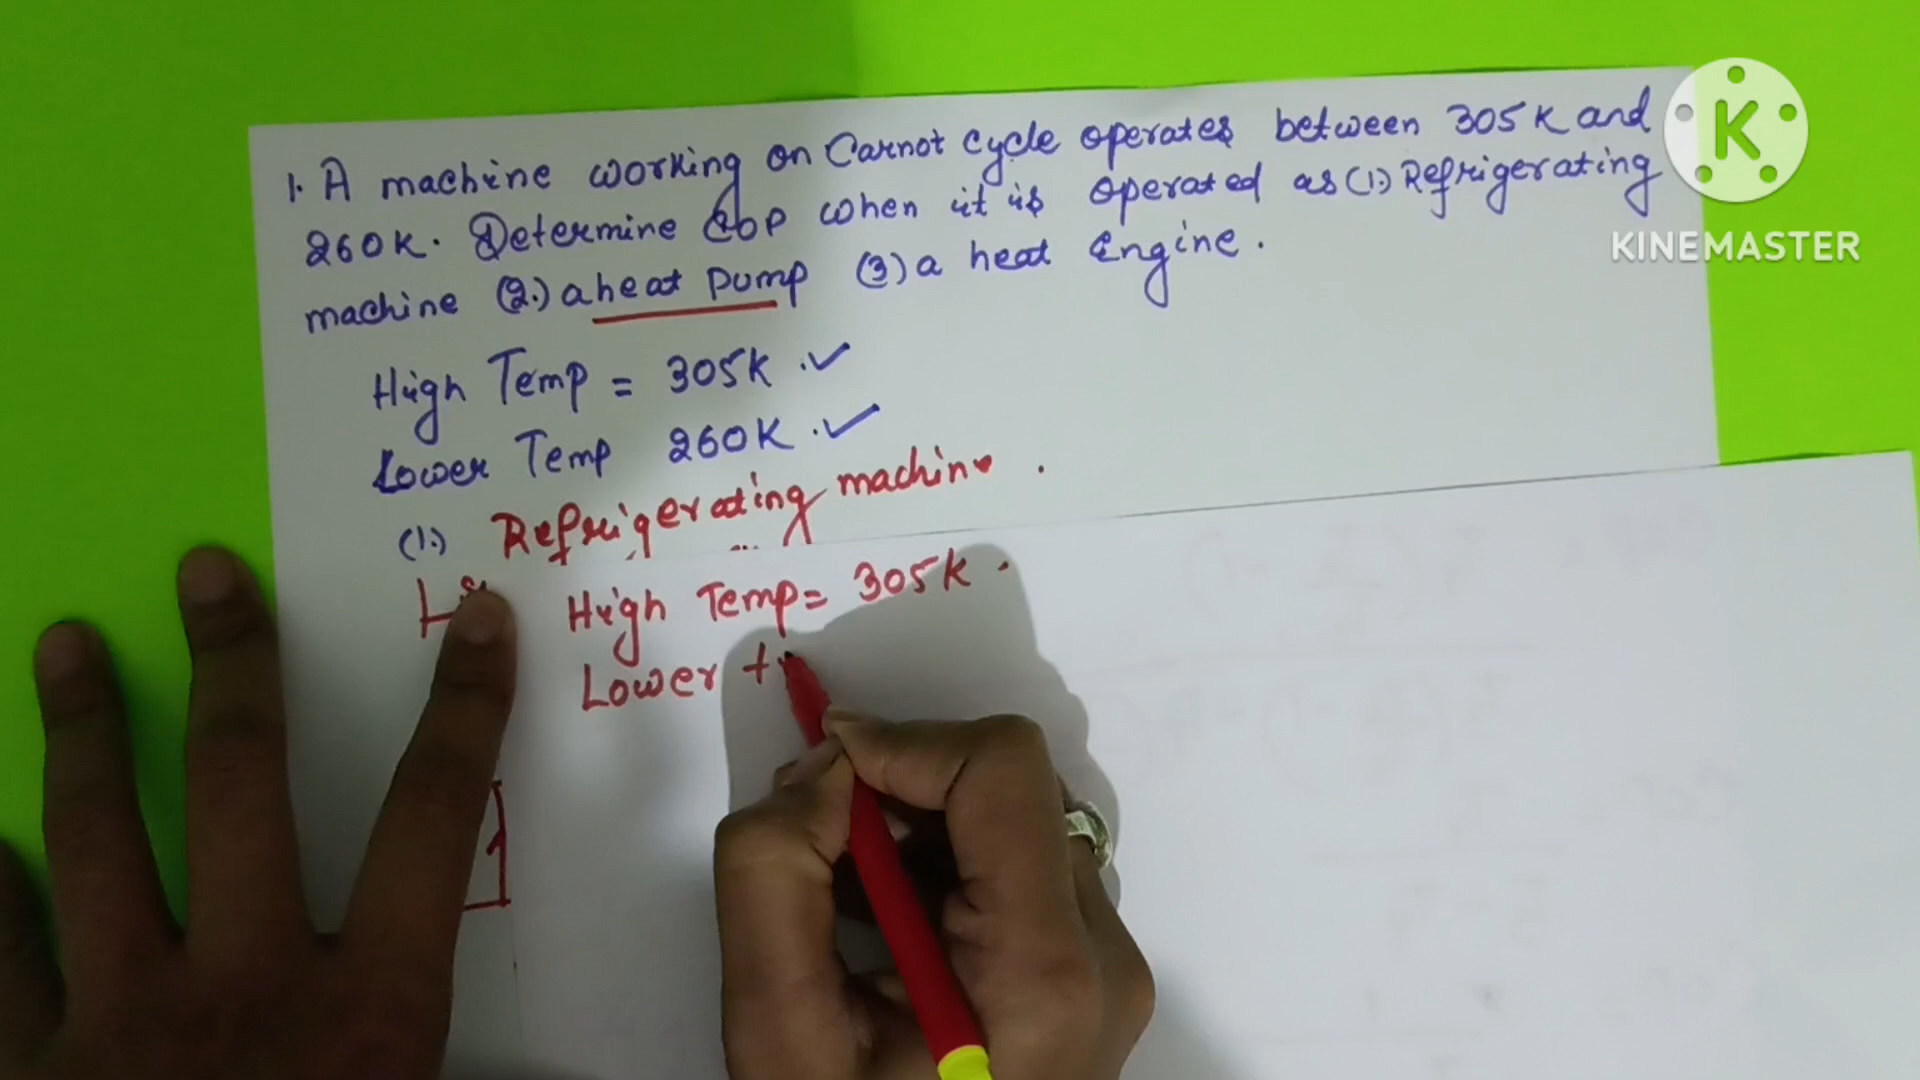 1. A machine working on Carnot cycle operates between 305K and
260K. Determine COP when it is operated as (1.) Refrigerating
machine (2.) a heat pump (3) a heat Engine.
High Temp = 305K.
Lower Temp 260K.
(1.) Refrigerating machine.
High Temp = 305K.
Lower
K
KINEMASTER